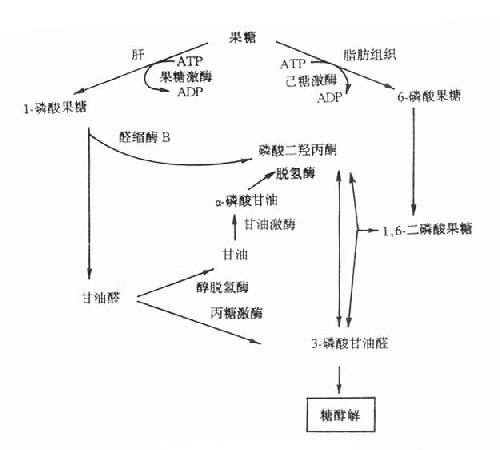 果糖
肝
ATP
果糖激酶
ADP
ATP
己糖激酶
ADP
脂肪组织
1-磷酸果糖
6-磷酸果糖
醛缩酶 B
磷酸二羟丙酮
脱氢酶
α-磷酸甘油
甘油激酶
1,6-二磷酸果糖
甘油
甘油醛
醇脱氢酶
丙糖激酶
3-磷酸甘油醛
糖酵解